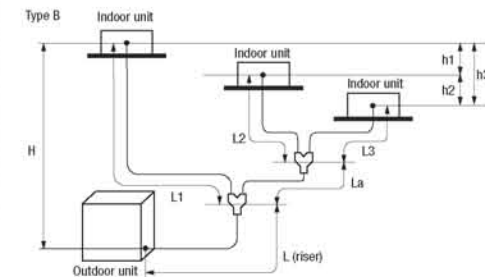 Type B
Indoor unit
h1
h3
Indoor unit
h2
Indoor unit
H
L2
L3
L1
La
L (riser)
Outdoor unit